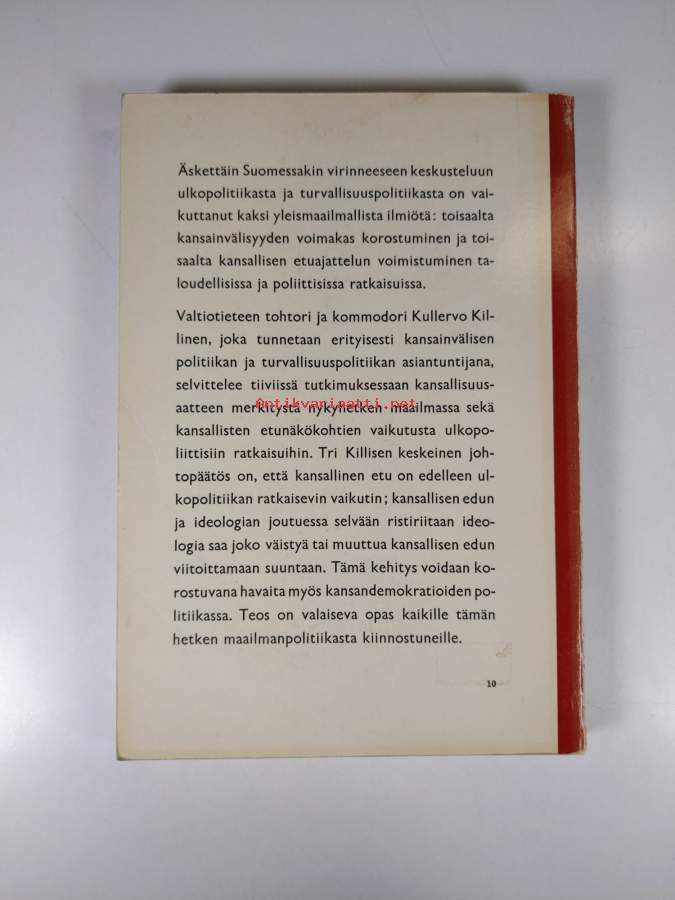 Äskettäin Suomessakin virinneeseen keskusteluun
ulkopolitiikasta ja turvallisuuspolitiikasta on vai-
kuttanut kaksi yleismaailmallista ilmiötä: toisaalta
kansainvälisyyden voimakas korostuminen ja toi-
saalta kansallisen etuajattelun voimistuminen ta-
loudellisissa ja poliittisissa ratkaisuissa.
Valtiotieteen tohtori ja kommodori Kullervo Kil-
linen, joka tunnetaan erityisesti kansainvälisen
politiikan ja turvallisuuspolitiikan asiantuntijana,
selvittelee tiiviissä tutkimuksessaan kansallisuus-
aatteen merkitystä nykyhetken maailmassa sekä
Antikvariaatti.net
kansallisten etunäkökohtien vaikutusta ulkopo-
liittisiin ratkaisuihin. Tri Killisen keskeinen joh-
topäätös on, että kansallinen etu on edelleen ul-
kopolitiikan ratkaisevin vaikutin; kansallisen edun
ja ideologian joutuessa selvään ristiriitaan ideo-
logia saa joko väistyä tai muuttua kansallisen edun
viitoittamaan suuntaan. Tämä kehitys voidaan ko-
rostuvana havaita myös kansandemokratioiden po-
litiikassa. Teos on valaiseva opas kaikille tämän
hetken maailmanpolitiikasta kiinnostuneille.
10